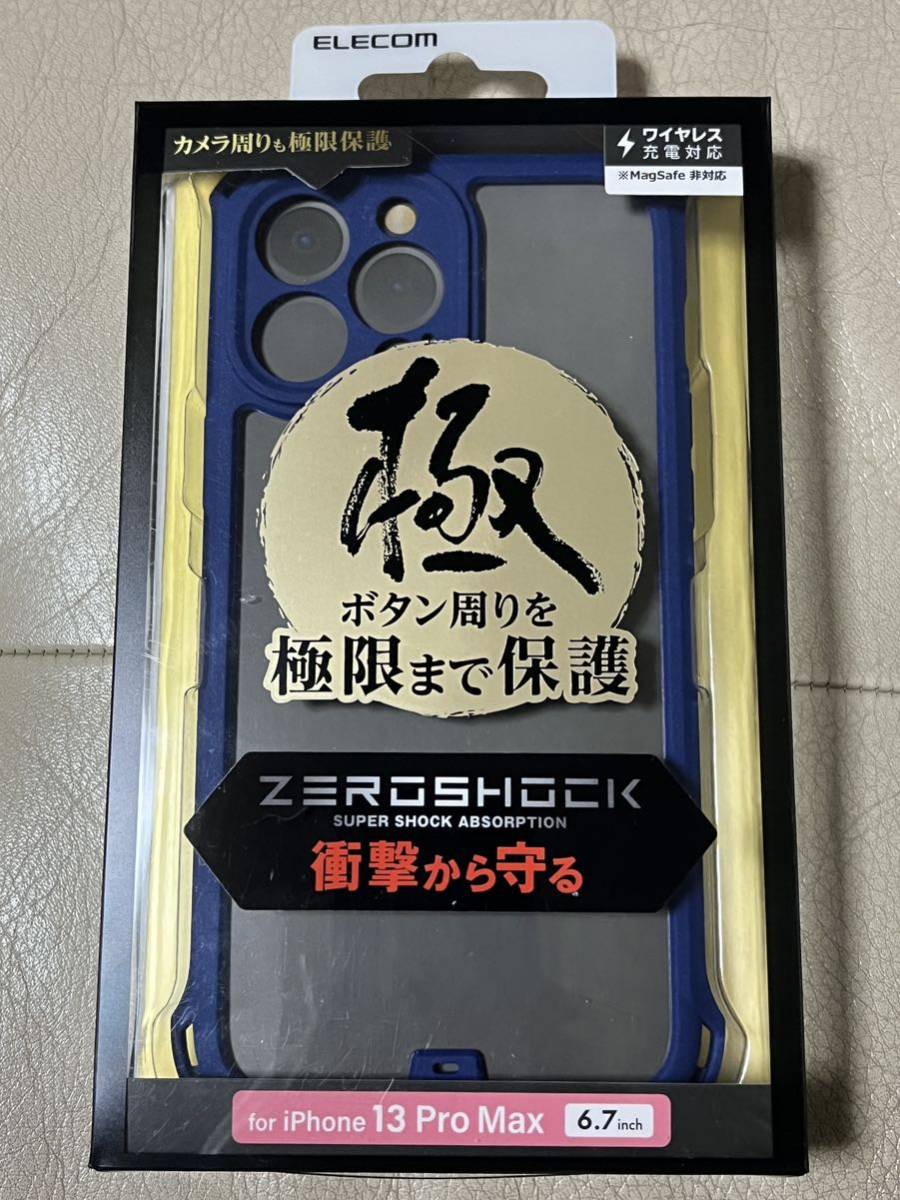 ELECOM
カメラ周りも極限保護
ワイヤレス
充電対応
※MagSafe 非対応
極
ボタン周りを
極限まで保護
ZEROSHOCK
SUPER SHOCK ABSORPTION
衝撃から守る
for iPhone 13 Pro Max 6.7inch